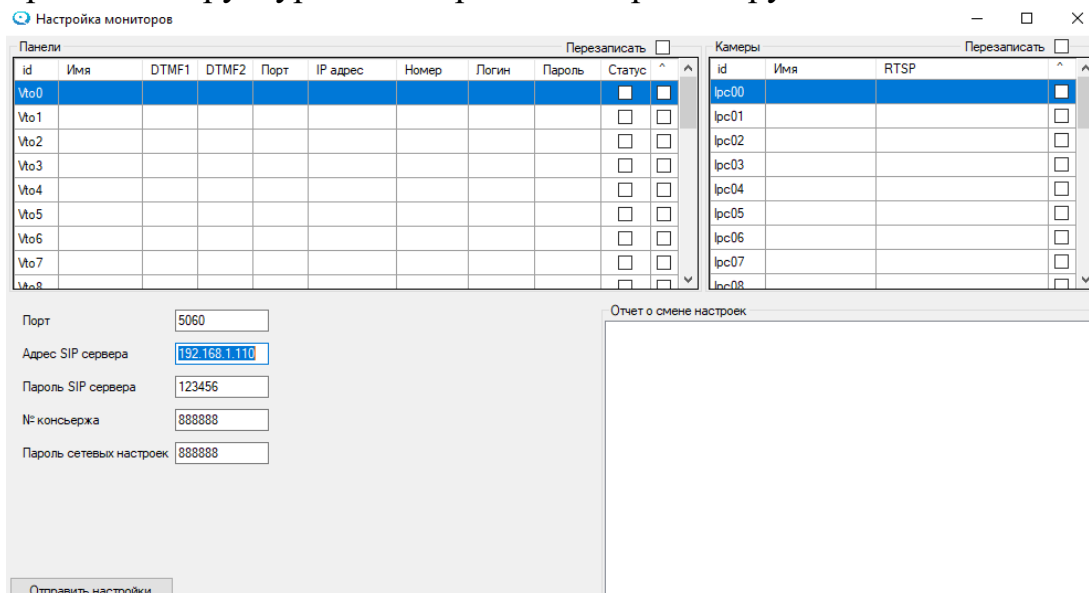 Настройка мониторов
Панели Перезаписать
id Имя DTMF1 DTMF2 Порт IP адрес Номер Логин Пароль Статус ^
Vto0
Vto1
Vto2
Vto3
Vto4
Vto5
Vto6
Vto7
Vto8
Камеры Перезаписать
id Имя RTSP ^
Ipc00
Ipc01
Ipc02
Ipc03
Ipc04
Ipc05
Ipc06
Ipc07
Ipc08
Порт 5060
Адрес SIP сервера 192.168.1.110
Пароль SIP сервера 123456
№ консьержа 888888
Пароль сетевых настроек 888888
Отправить настройки
Отчет о смене настроек